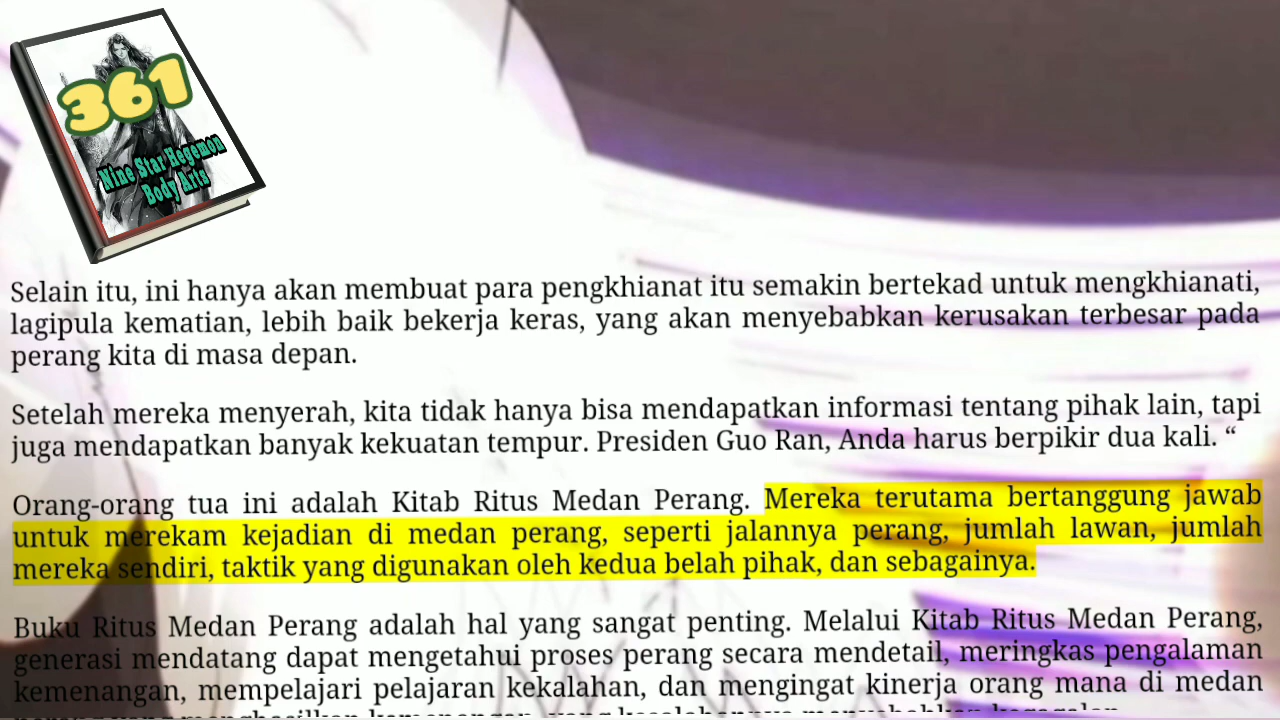 361
Nine Star Hegemon
Body Arts
Selain itu, ini hanya akan membuat para pengkhianat itu semakin bertekad untuk mengkhianati,
lagipula kematian, lebih baik bekerja keras, yang akan menyebabkan kerusakan terbesar pada
perang kita di masa depan.
Setelah mereka menyerah, kita tidak hanya bisa mendapatkan informasi tentang pihak lain, tapi
juga mendapatkan banyak kekuatan tempur. Presiden Guo Ran, Anda harus berpikir dua kali. “
Orang-orang tua ini adalah Kitab Ritus Medan Perang. Mereka terutama bertanggung jawab
untuk merekam kejadian di medan perang, seperti jalannya perang, jumlah lawan, jumlah
mereka sendiri, taktik yang digunakan oleh kedua belah pihak, dan sebagainya.
Buku Ritus Medan Perang adalah hal yang sangat penting. Melalui Kitab Ritus Medan Perang,
generasi mendatang dapat mengetahui proses perang secara mendetail, meringkas pengalaman
kemenangan, mempelajari pelajaran kekalahan, dan mengingat kinerja orang mana di medan